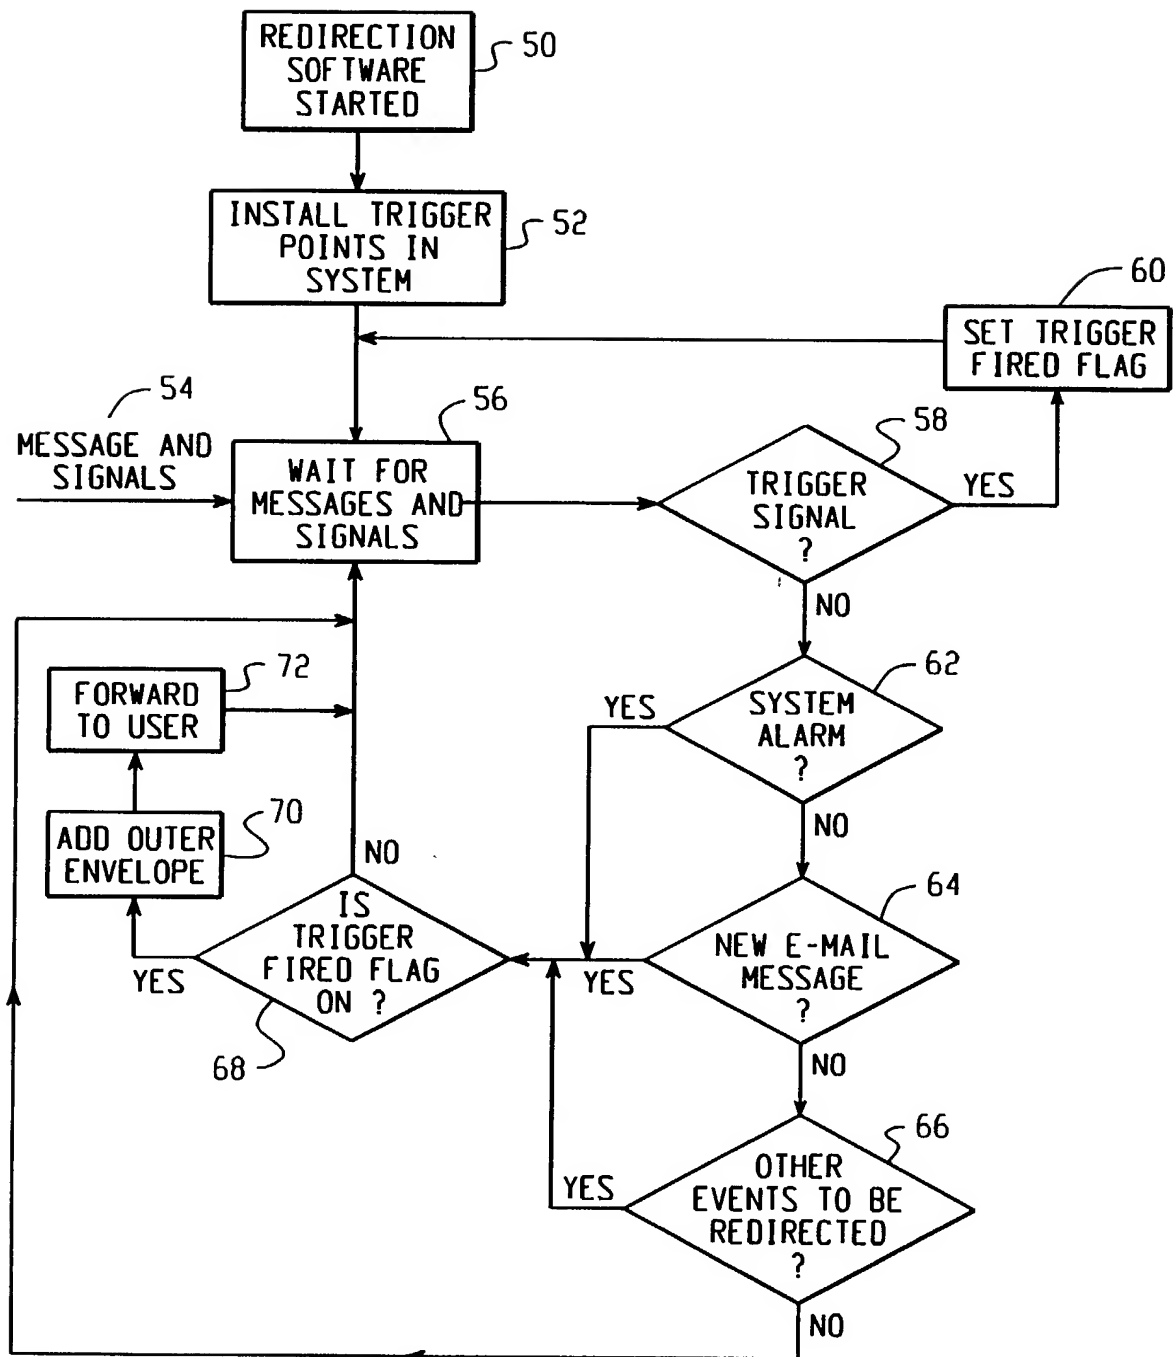 REDIRECTION
SOFTWARE
STARTED
50
INSTALL TRIGGER
POINTS IN
SYSTEM
52
60
SET TRIGGER
FIRED FLAG
54
MESSAGE AND
SIGNALS
56
WAIT FOR
MESSAGES AND
SIGNALS
58
TRIGGER
SIGNAL
?
YES
NO
62
SYSTEM
ALARM
?
YES
NO
72
FORWARD
TO USER
70
ADD OUTER
ENVELOPE
NO
64
NEW E-MAIL
MESSAGE
?
YES
NO
IS
TRIGGER
FIRED FLAG
ON ?
YES
68
66
OTHER
EVENTS TO BE
REDIRECTED
?
YES
NO